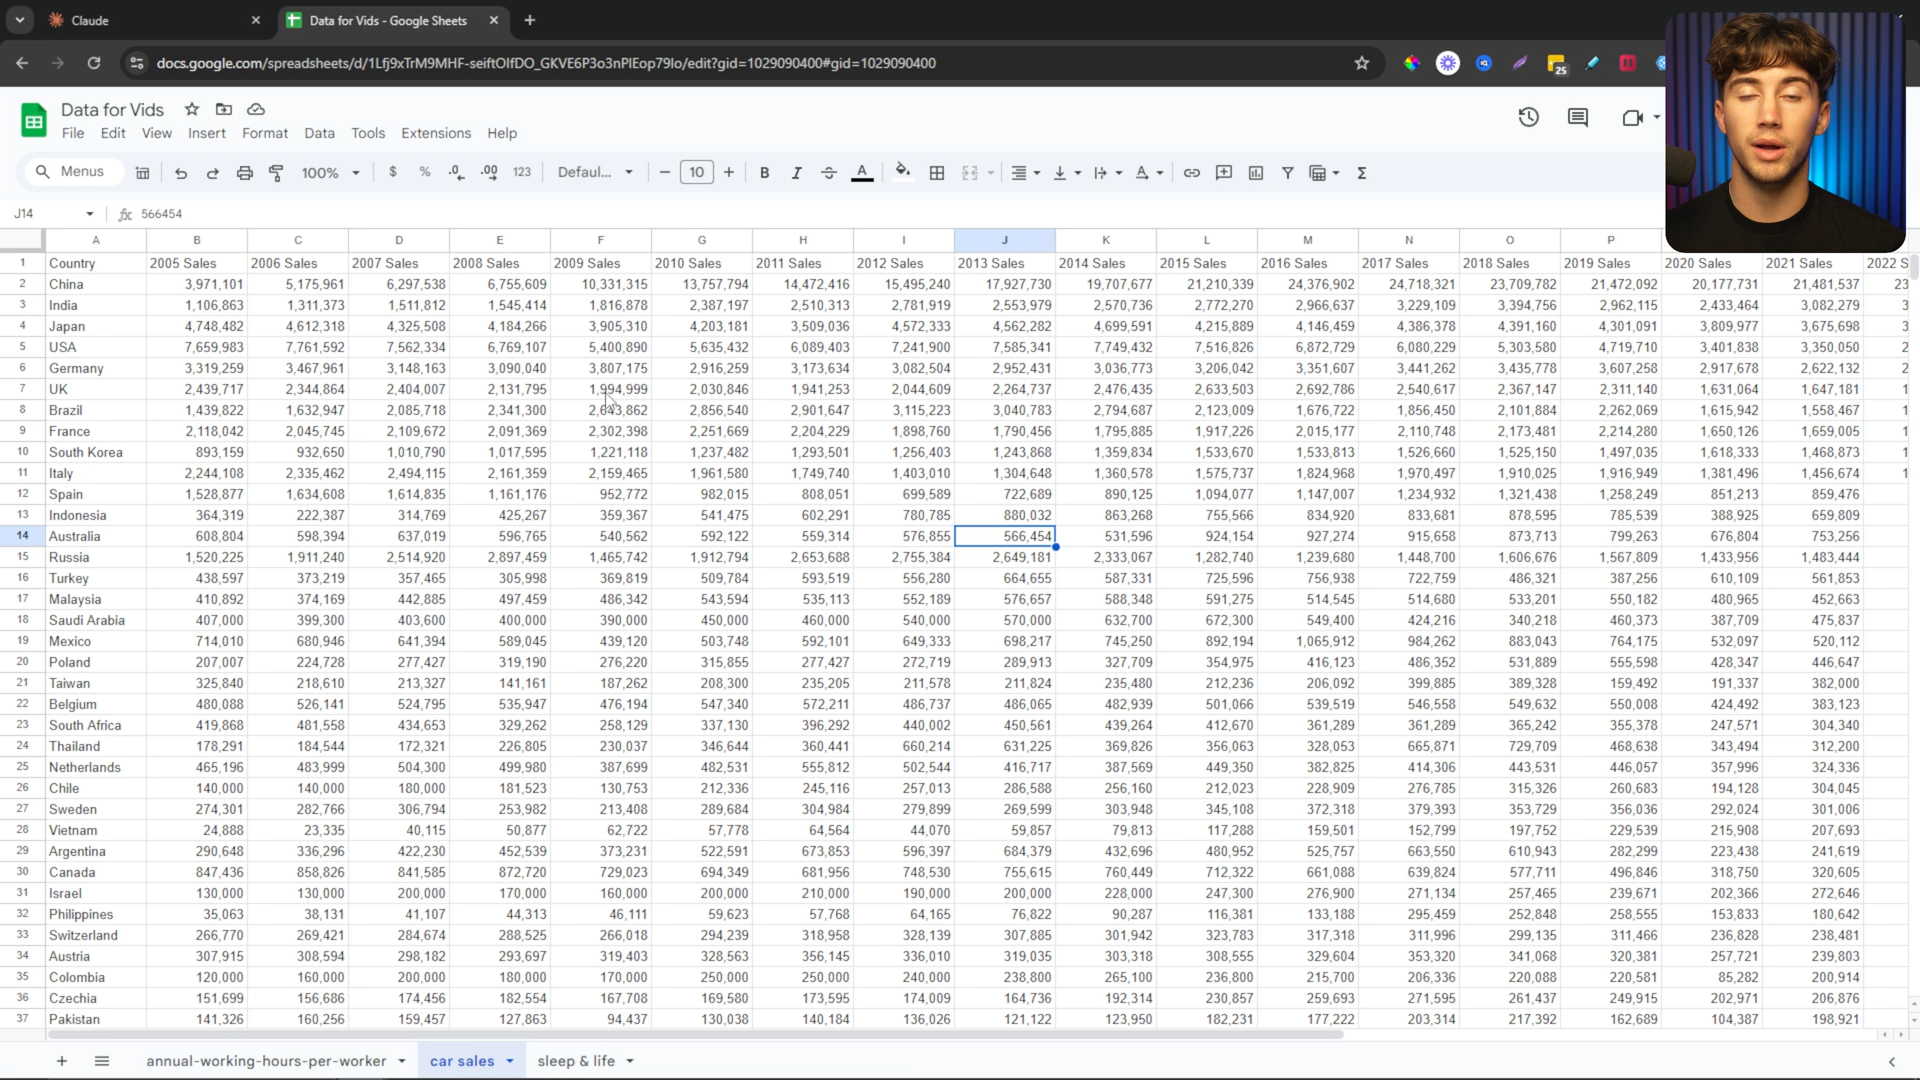 Claude
Data for Vids - Google Sheets
docs.google.com/spreadsheets/d/1Lfj9xTrM9MHF-seiftOIfDO_GKVE6P3o3nPlEop79Io/edit?gid=1029090400#gid=1029090400
25
Data for Vids
File Edit View Insert Format Data Tools Extensions Help
Menus 100% $ % .0 .00 123 Defaul... 10 B I A
J14 fx 566454
A B C D E F G H I J K L M N O P
1 Country 2005 Sales 2006 Sales 2007 Sales 2008 Sales 2009 Sales 2010 Sales 2011 Sales 2012 Sales 2013 Sales 2014 Sales 2015 Sales 2016 Sales 2017 Sales 2018 Sales 2019 Sales 2020 Sales 2021 Sales 2022 S
2 China 3,971,101 5,175,961 6,297,538 6,755,609 10,331,315 13,757,794 14,472,416 15,495,240 17,927,730 19,707,677 21,210,339 24,376,902 24,718,321 23,709,782 21,472,092 20,177,731 21,481,537 23
3 India 1,106,863 1,311,373 1,511,812 1,545,414 1,816,878 2,387,197 2,510,313 2,781,919 2,553,979 2,570,736 2,772,270 2,966,637 3,229,109 3,394,756 2,962,115 2,433,464 3,082,279 3
4 Japan 4,748,482 4,612,318 4,325,508 4,184,266 3,905,310 4,203,181 3,509,036 4,572,333 4,562,282 4,699,591 4,215,889 4,146,459 4,386,378 4,391,160 4,301,091 3,809,977 3,675,698 3
5 USA 7,659,983 7,761,592 7,562,334 6,769,107 5,400,890 5,635,432 6,089,403 7,241,900 7,585,341 7,749,432 7,516,826 6,872,729 6,080,229 5,303,580 4,719,710 3,401,838 3,350,050 2
6 Germany 3,319,259 3,467,961 3,148,163 3,090,040 3,807,175 2,916,259 3,173,634 3,082,504 2,952,431 3,036,773 3,206,042 3,351,607 3,441,262 3,435,778 3,607,258 2,917,678 2,622,132 2
7 UK 2,439,717 2,344,864 2,404,007 2,131,795 1,994,999 2,030,846 1,941,253 2,044,609 2,264,737 2,476,435 2,633,503 2,692,786 2,540,617 2,367,147 2,311,140 1,631,064 1,647,181 1
8 Brazil 1,439,822 1,632,947 2,085,718 2,341,300 2,643,862 2,856,540 2,901,647 3,115,223 3,040,783 2,794,687 2,123,009 1,676,722 1,856,450 2,101,884 2,262,069 1,615,942 1,558,467 1
9 France 2,118,042 2,045,745 2,109,672 2,091,369 2,302,398 2,251,669 2,204,229 1,898,760 1,790,456 1,795,885 1,917,226 2,015,177 2,110,748 2,173,481 2,214,280 1,650,126 1,659,005 1
10 South Korea 893,159 932,650 1,010,790 1,017,595 1,221,118 1,237,482 1,293,501 1,256,403 1,243,868 1,359,834 1,533,670 1,533,813 1,526,660 1,525,150 1,497,035 1,618,333 1,468,873 1
11 Italy 2,244,108 2,335,462 2,494,115 2,161,359 2,159,465 1,961,580 1,749,740 1,403,010 1,304,648 1,360,578 1,575,737 1,824,968 1,970,497 1,910,025 1,916,949 1,381,496 1,456,674 1
12 Spain 1,528,877 1,634,608 1,614,835 1,161,176 952,772 982,015 808,051 699,589 722,689 890,125 1,094,077 1,147,007 1,234,932 1,321,438 1,258,249 851,213 859,476
13 Indonesia 364,319 222,387 314,769 425,267 359,367 541,475 602,291 780,785 880,032 863,268 755,566 834,920 833,681 878,595 785,539 388,925 659,809
14 Australia 608,804 598,394 637,019 596,765 540,562 592,122 559,314 576,855 566,454 531,596 924,154 927,274 915,658 873,713 799,263 676,804 753,256
15 Russia 1,520,225 1,911,240 2,514,920 2,897,459 1,465,742 1,912,794 2,653,688 2,755,384 2,649,181 2,333,067 1,282,740 1,239,680 1,448,700 1,606,676 1,567,809 1,433,956 1,483,444
16 Turkey 438,597 373,219 357,465 305,998 369,819 509,784 593,519 556,280 664,655 587,331 725,596 756,938 722,759 486,321 387,256 610,109 561,853
17 Malaysia 410,892 374,169 442,885 497,459 486,342 543,594 535,113 552,189 576,657 588,348 591,275 514,545 514,680 533,201 550,182 480,965 452,663
18 Saudi Arabia 407,000 399,300 403,600 400,000 390,000 450,000 460,000 540,000 570,000 632,700 672,300 549,400 424,216 340,218 460,373 387,709 475,837
19 Mexico 714,010 680,946 641,394 589,045 439,120 503,748 592,101 649,333 698,217 745,250 892,194 1,065,912 984,262 883,043 764,175 532,097 520,112
20 Poland 207,007 224,728 277,427 319,190 276,220 315,855 277,427 272,719 289,913 327,709 354,975 416,123 486,352 531,889 555,598 428,347 446,647
21 Taiwan 325,840 218,610 213,327 141,161 187,262 208,300 235,205 211,578 211,824 235,480 212,236 206,092 399,885 389,328 159,492 191,337 382,000
22 Belgium 480,088 526,141 524,795 535,947 476,194 547,340 572,211 486,737 486,065 482,939 501,066 539,519 546,558 549,632 550,008 424,492 383,123
23 South Africa 419,868 481,558 434,653 329,262 258,129 337,130 396,292 440,002 450,561 439,264 412,670 361,289 361,289 365,242 355,378 247,571 304,340
24 Thailand 178,291 184,544 172,321 226,805 230,037 346,644 360,441 660,214 631,225 369,826 356,063 328,053 665,871 729,709 468,638 343,494 312,200
25 Netherlands 465,196 483,999 504,300 499,980 387,699 482,531 555,812 502,544 416,717 387,569 449,350 382,825 414,306 443,531 446,057 357,996 324,336
26 Chile 140,000 140,000 180,000 181,523 130,753 212,336 245,116 257,013 286,588 256,160 212,023 228,909 276,785 315,326 260,683 194,128 304,045
27 Sweden 274,301 282,766 306,794 253,982 213,408 289,684 304,984 279,899 269,599 303,948 345,108 372,318 379,393 353,729 356,036 292,024 301,006
28 Vietnam 24,888 23,335 40,115 50,877 62,722 57,778 64,564 44,070 59,857 79,813 117,288 159,501 152,799 197,752 229,539 215,908 207,693
29 Argentina 290,648 336,296 422,230 452,539 373,231 522,591 673,853 596,397 684,379 432,696 480,952 525,757 663,550 610,943 282,299 223,438 241,619
30 Canada 847,436 858,826 841,585 872,720 729,023 694,349 681,956 748,530 755,615 760,449 712,322 661,088 639,824 577,711 496,846 318,750 320,605
31 Israel 130,000 130,000 200,000 170,000 160,000 200,000 210,000 190,000 200,000 228,000 247,300 276,900 271,134 257,465 239,671 202,366 272,646
32 Philippines 35,063 38,131 41,107 44,313 46,111 59,623 57,768 64,165 76,822 90,287 116,381 133,188 295,459 252,848 258,555 153,833 180,642
33 Switzerland 266,770 269,421 284,674 288,525 266,018 294,239 318,958 328,139 307,885 301,942 323,783 317,318 311,996 299,135 311,466 236,828 238,481
34 Austria 307,915 308,594 298,182 293,697 319,403 328,563 356,145 336,010 319,035 303,318 308,555 329,604 353,320 341,068 320,381 257,721 239,803
35 Colombia 120,000 160,000 200,000 180,000 170,000 250,000 250,000 240,000 238,800 265,100 236,800 215,700 206,336 220,088 220,581 85,282 200,914
36 Czechia 151,699 156,686 174,456 182,554 167,708 169,580 173,595 174,009 164,736 192,314 230,857 259,693 271,595 261,437 249,915 202,971 206,876
37 Pakistan 141,326 160,256 159,457 127,863 94,437 130,038 140,184 136,026 121,122 123,950 182,231 177,222 203,314 217,392 162,689 104,387 198,921
annual-working-hours-per-worker car sales sleep & life